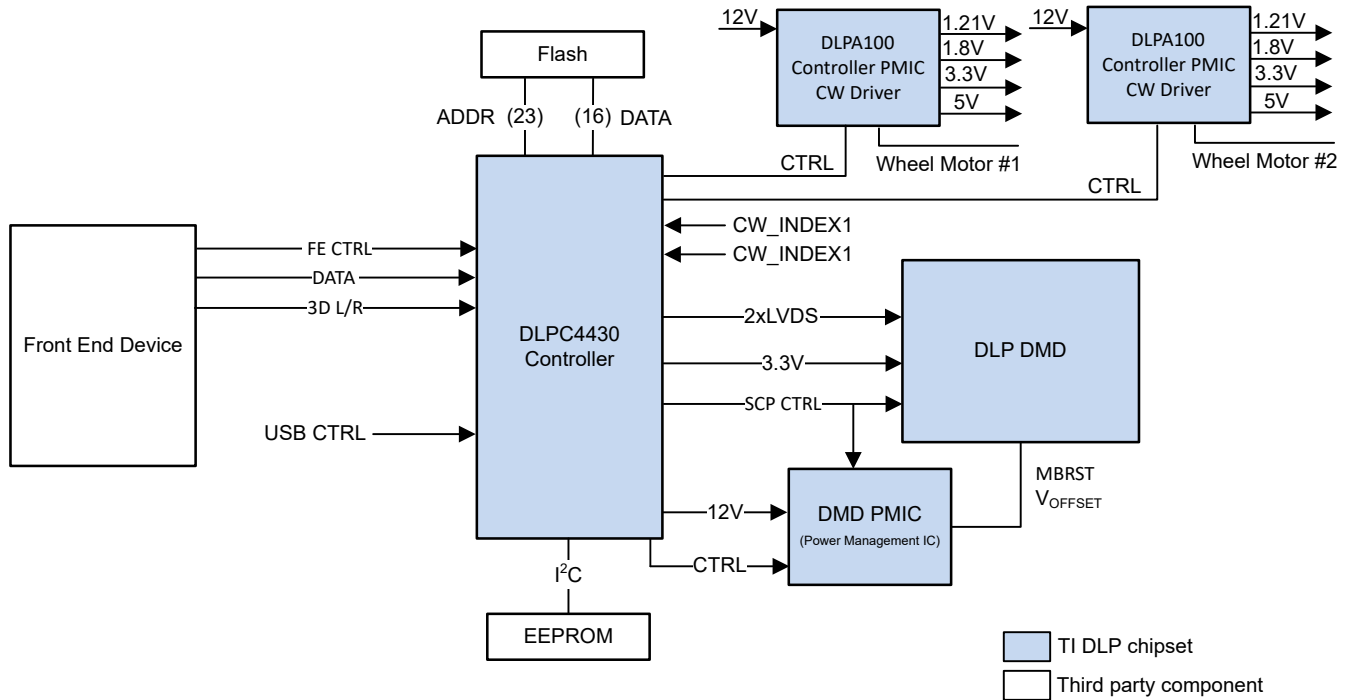 12V
DLPA100
Controller PMIC
CW Driver
1.21V
1.8V
3.3V
5V
12V
DLPA100
Controller PMIC
CW Driver
1.21V
1.8V
3.3V
5V
Flash
ADDR (23) (16) DATA
CTRL
Wheel Motor #1
CTRL
Wheel Motor #2
Front End Device
FE CTRL
DATA
3D L/R
USB CTRL
DLPC4430
Controller
CW_INDEX1
CW_INDEX1
2xLVDS
3.3V
SCP CTRL
DLP DMD
MBRST
VOFFSET
12V
CTRL
DMD PMIC
(Power Management IC)
I²C
EEPROM
TI DLP chipset
Third party component